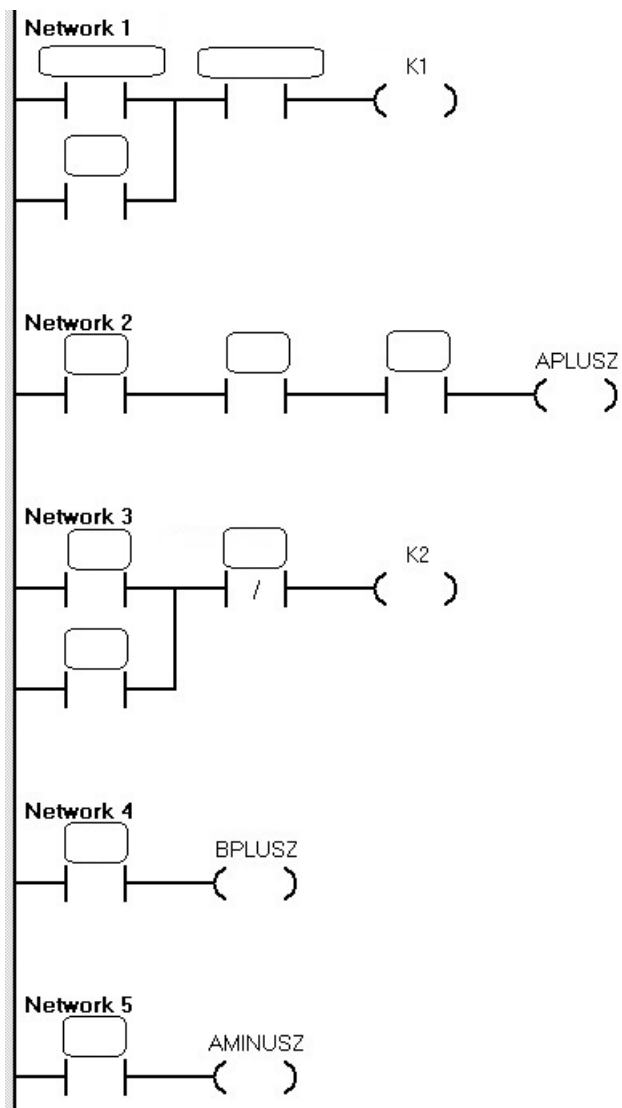 Network 1
K1
Network 2
APLUSZ
Network 3
K2
/
Network 4
BPLUSZ
Network 5
AMINUSZ